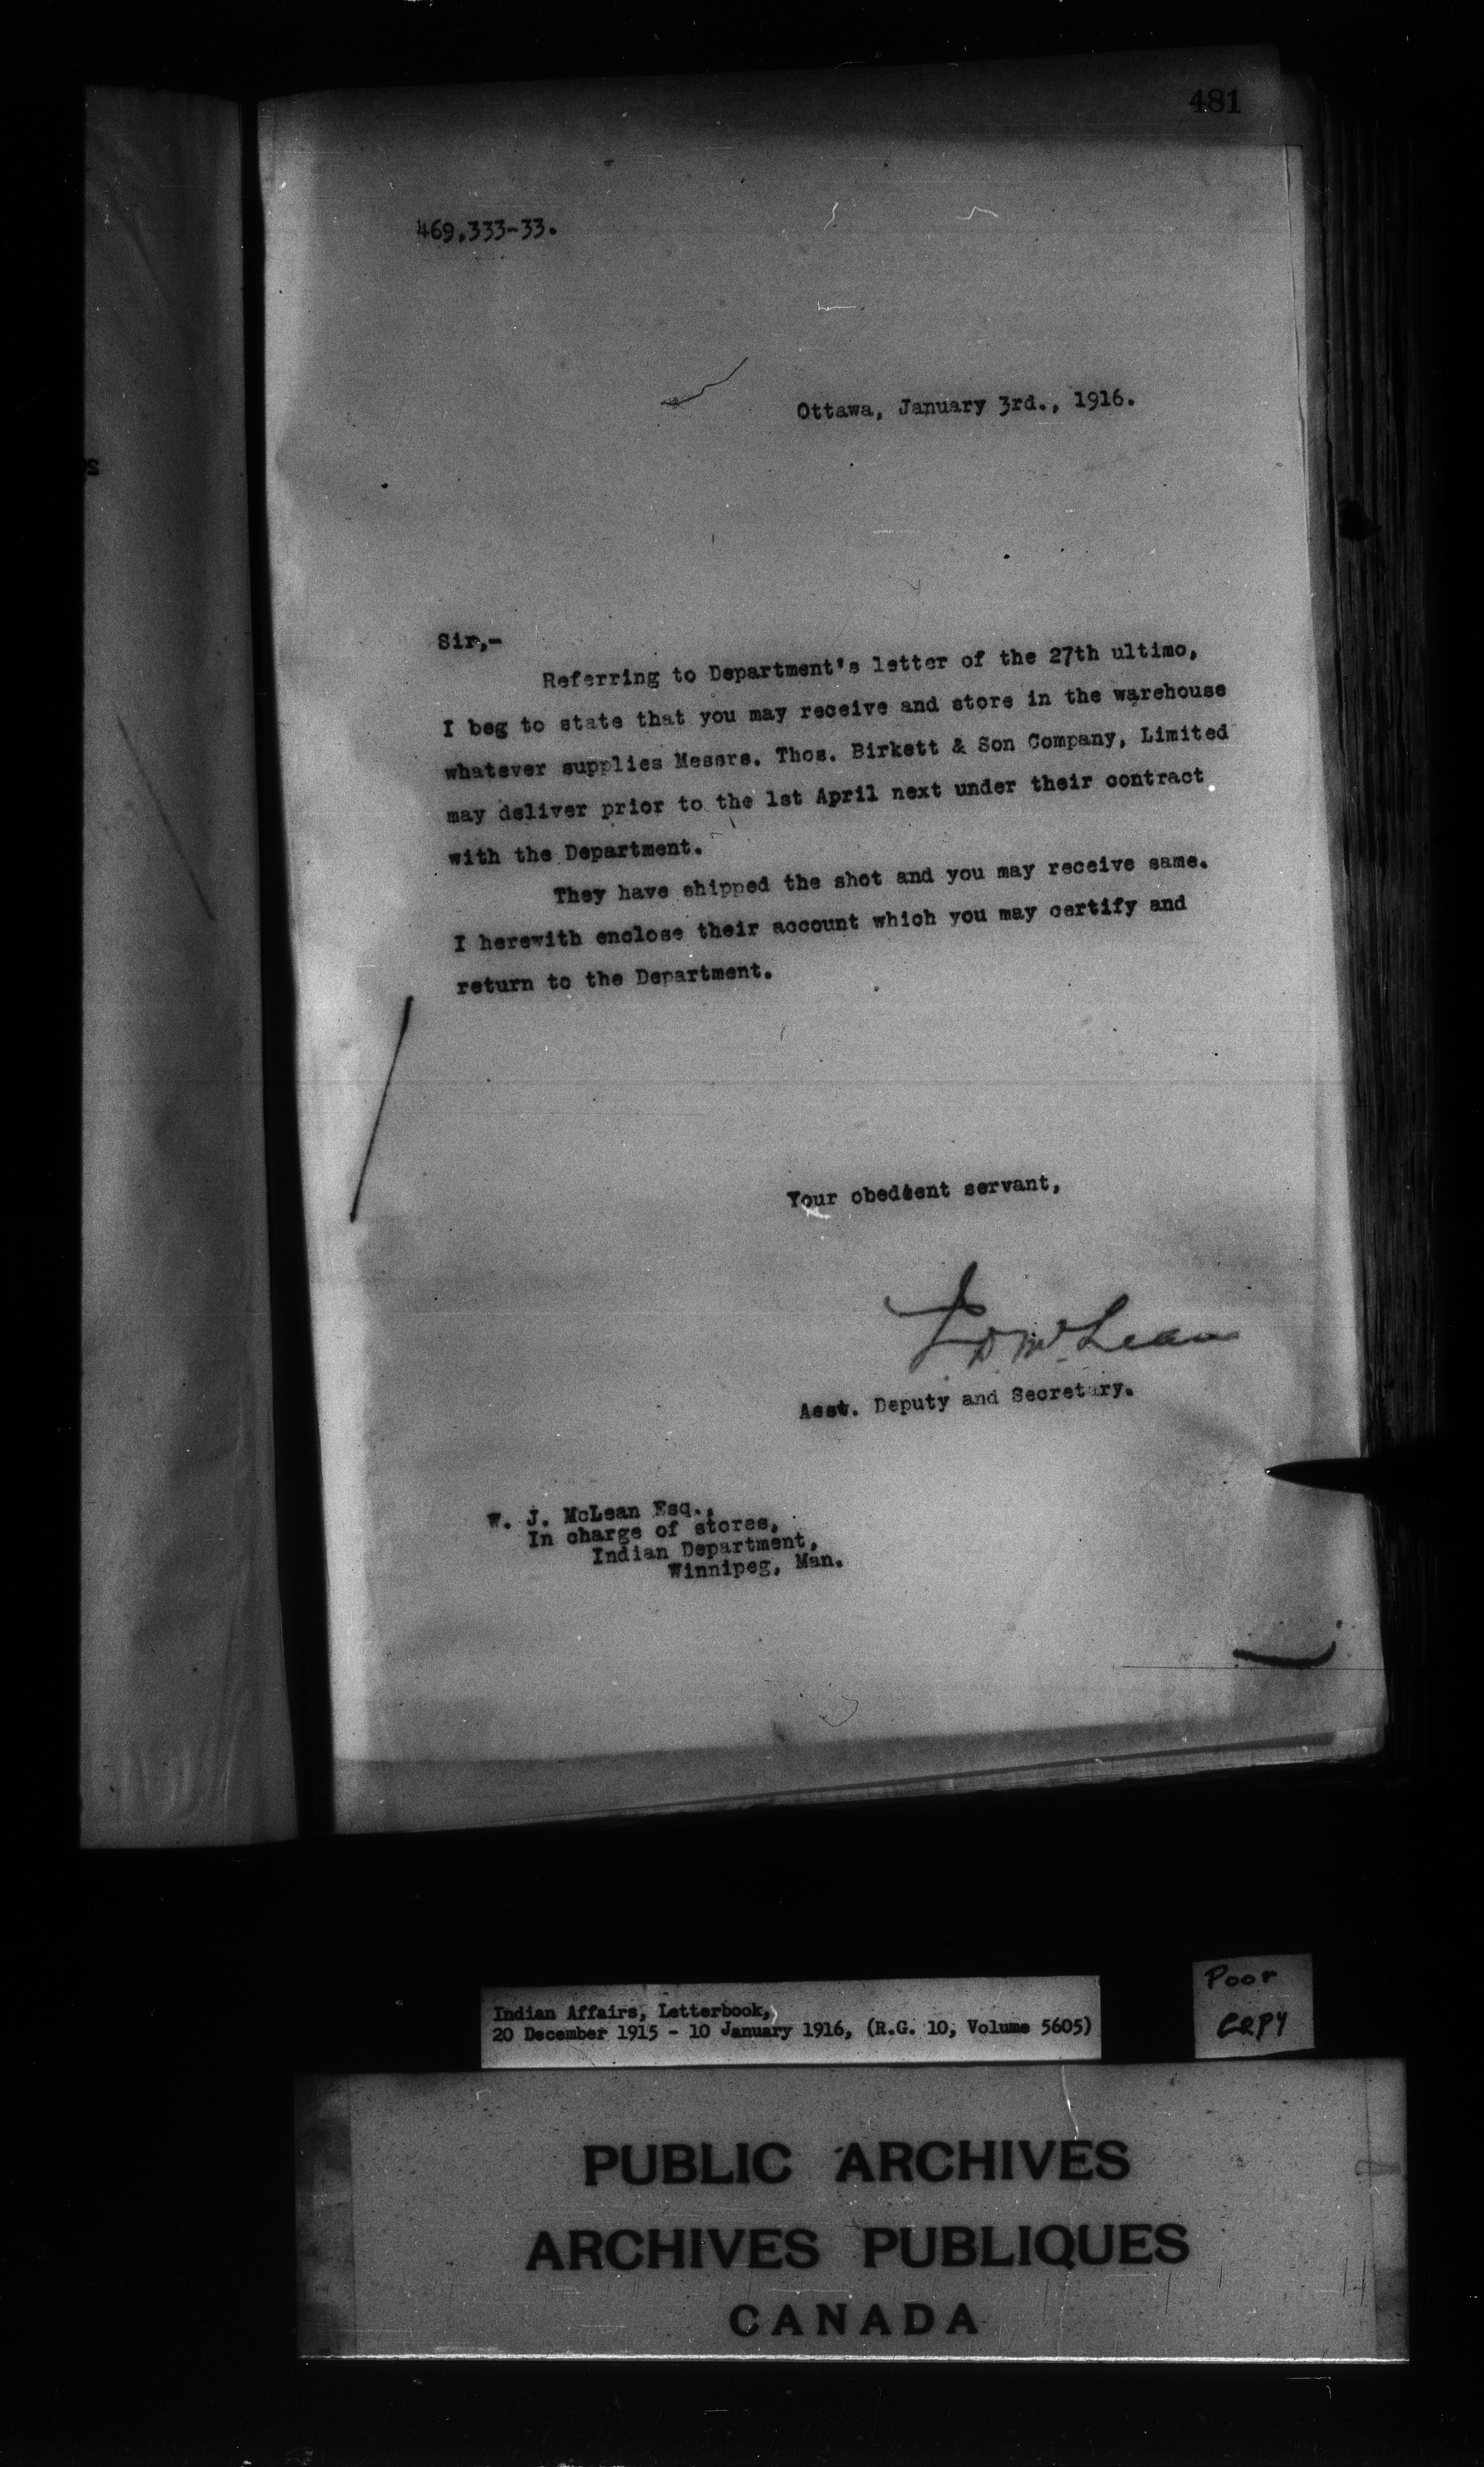 481
469,333-33.
Ottawa, January 3rd., 1916.
Sir,-
Referring to Department's letter of the 27th ultimo,
I beg to state that you may receive and store in the warehouse
whatever supplies Messrs. Thos. Birkett & Son Company, Limited
may deliver prior to the 1st April next under their contract
with the Department.
They have shipped the shot and you may receive same.
I herewith enclose their account which you may certify and
return to the Department.
Your obedient servant,
J D McLean
Asst. Deputy and Secretary.
W. J. McLean Esq.,
In charge of stores,
Indian Department,
Winnipeg, Man.
Indian Affairs, Letterbook,
20 December 1915 - 10 January 1916, (R.G. 10, Volume 5605)
Poor
Copy
PUBLIC ARCHIVES
ARCHIVES PUBLIQUES
CANADA